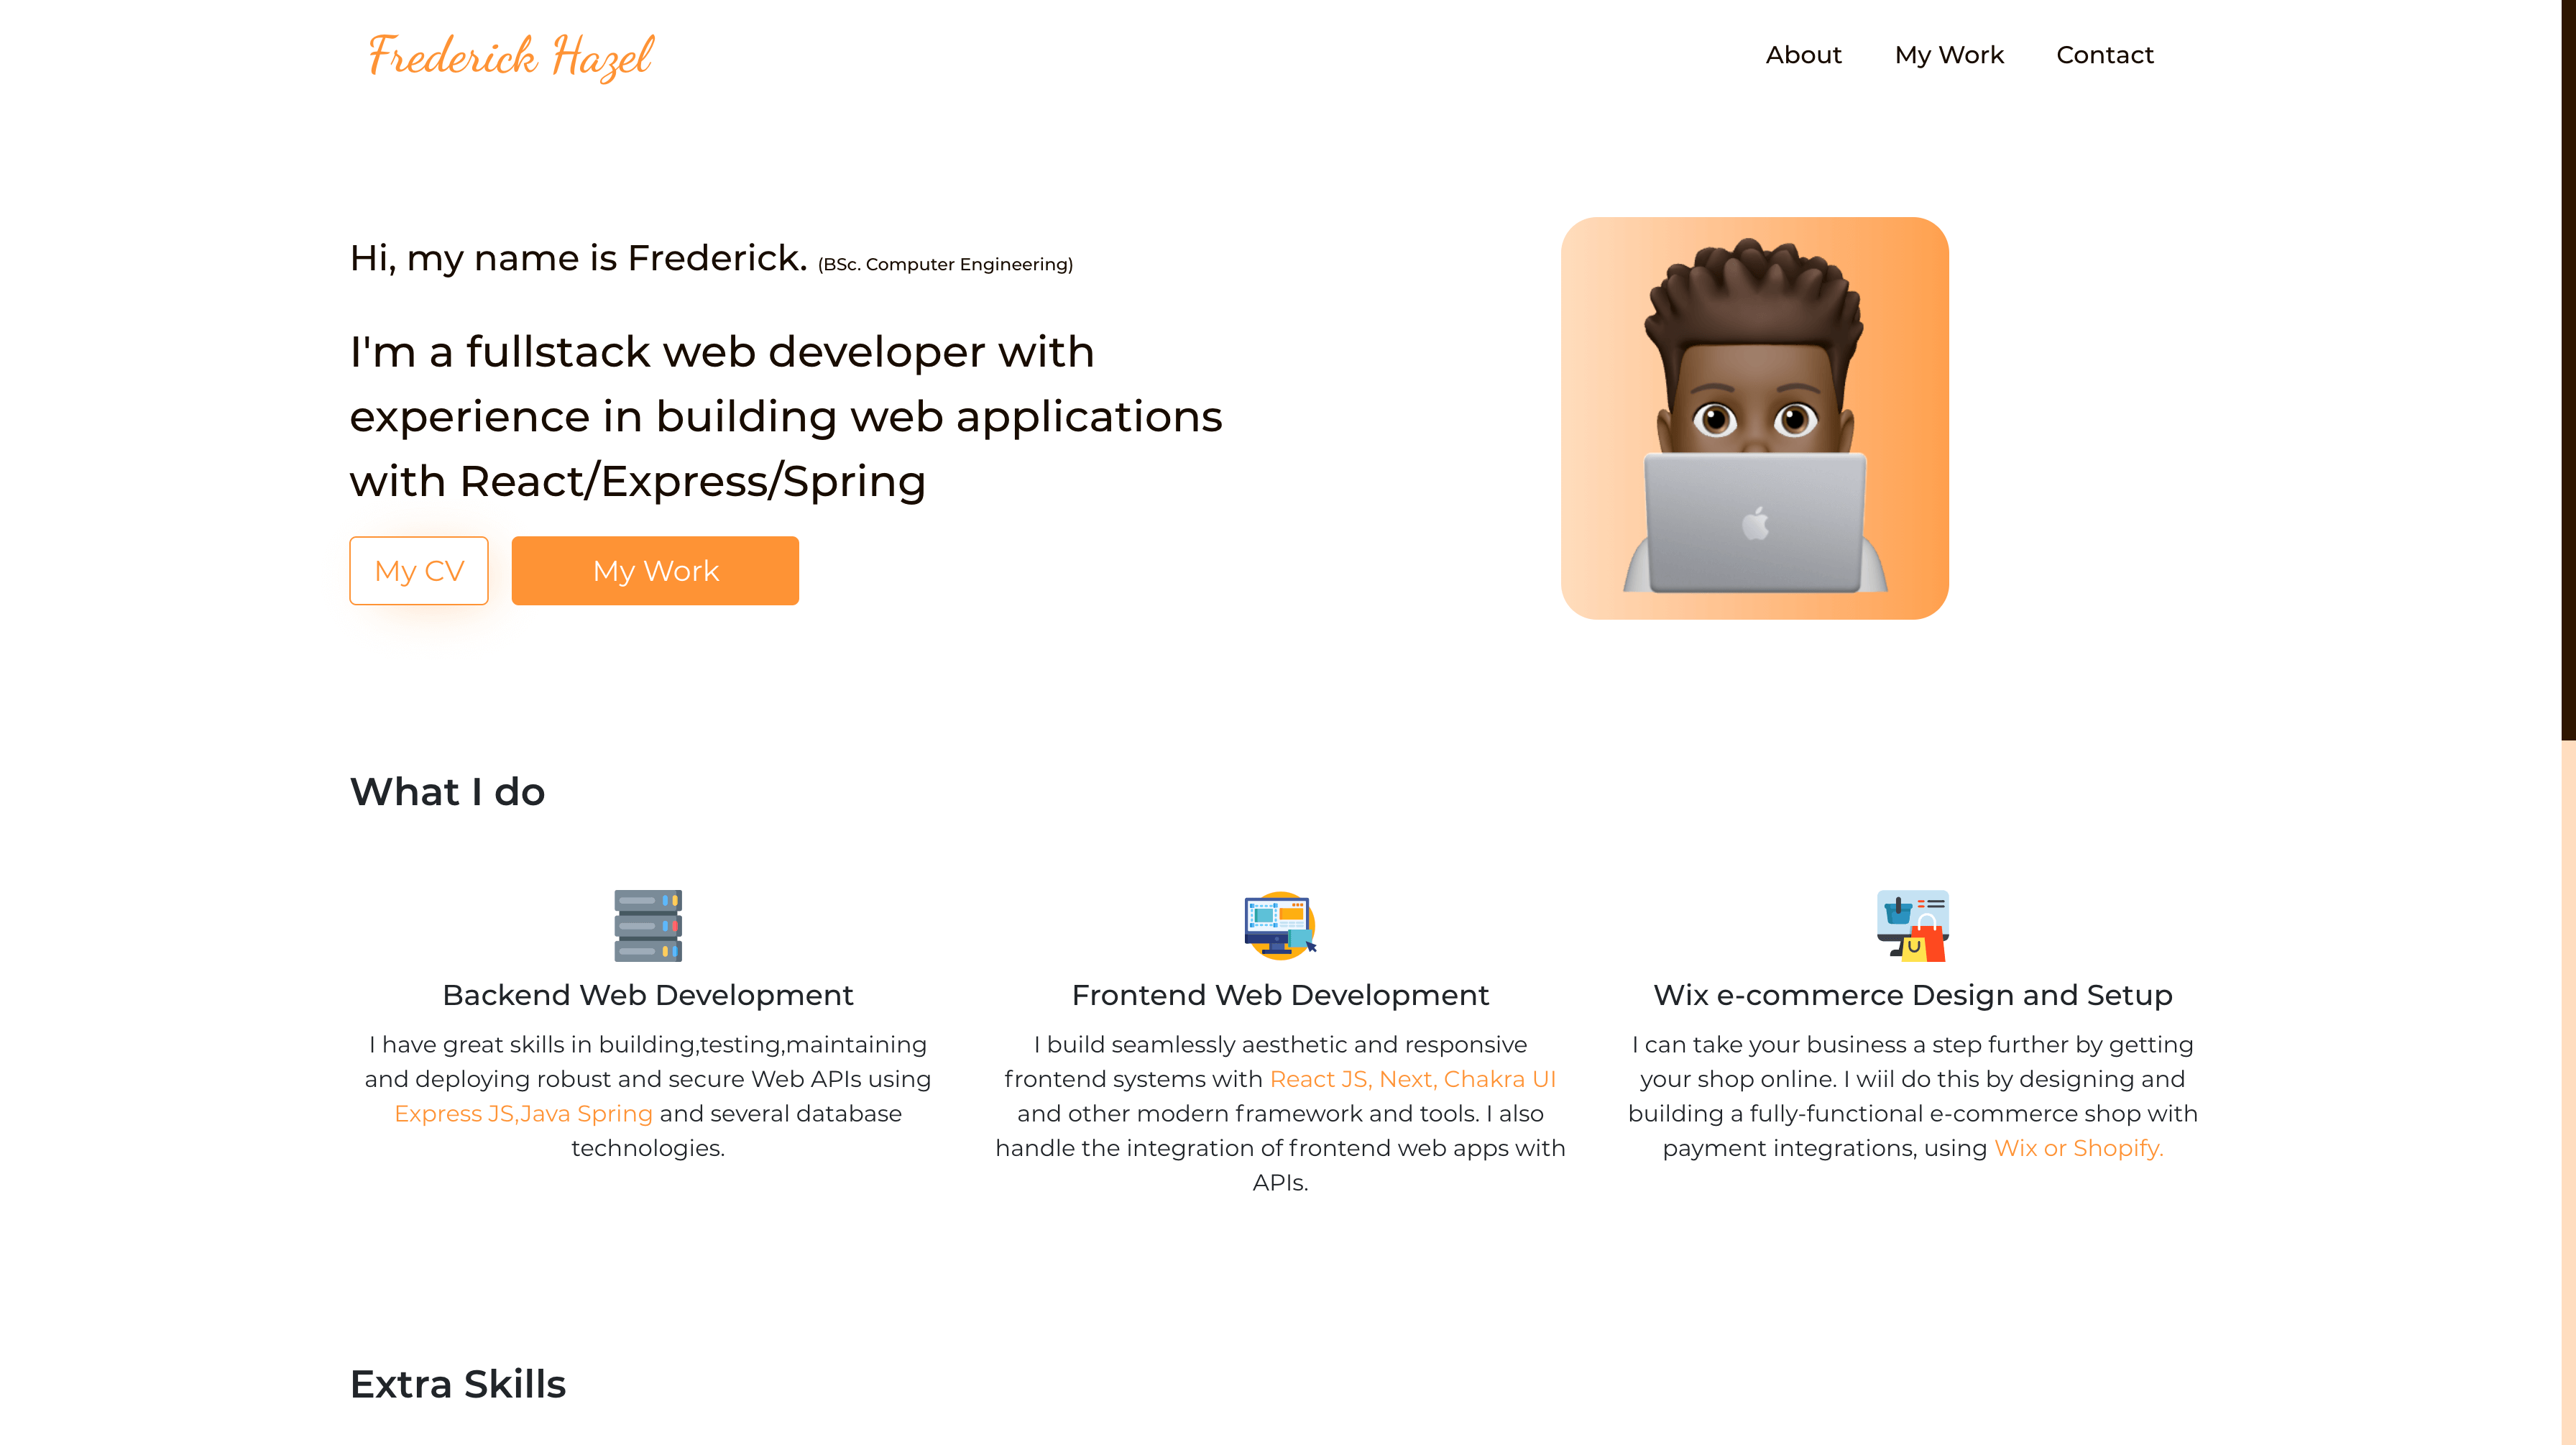 Frederick Hazel
About My Work Contact
Hi, my name is Frederick. (BSc. Computer Engineering)
I'm a fullstack web developer with
experience in building web applications
with React/Express/Spring
My CV
My Work
What I do
Backend Web Development
I have great skills in building,testing,maintaining
and deploying robust and secure Web APIs using
Express JS,Java Spring and several database
technologies.
Frontend Web Development
I build seamlessly aesthetic and responsive
frontend systems with React JS, Next, Chakra UI
and other modern framework and tools. I also
handle the integration of frontend web apps with
APIs.
Wix e-commerce Design and Setup
I can take your business a step further by getting
your shop online. I wiil do this by designing and
building a fully-functional e-commerce shop with
payment integrations, using Wix or Shopify.
Extra Skills